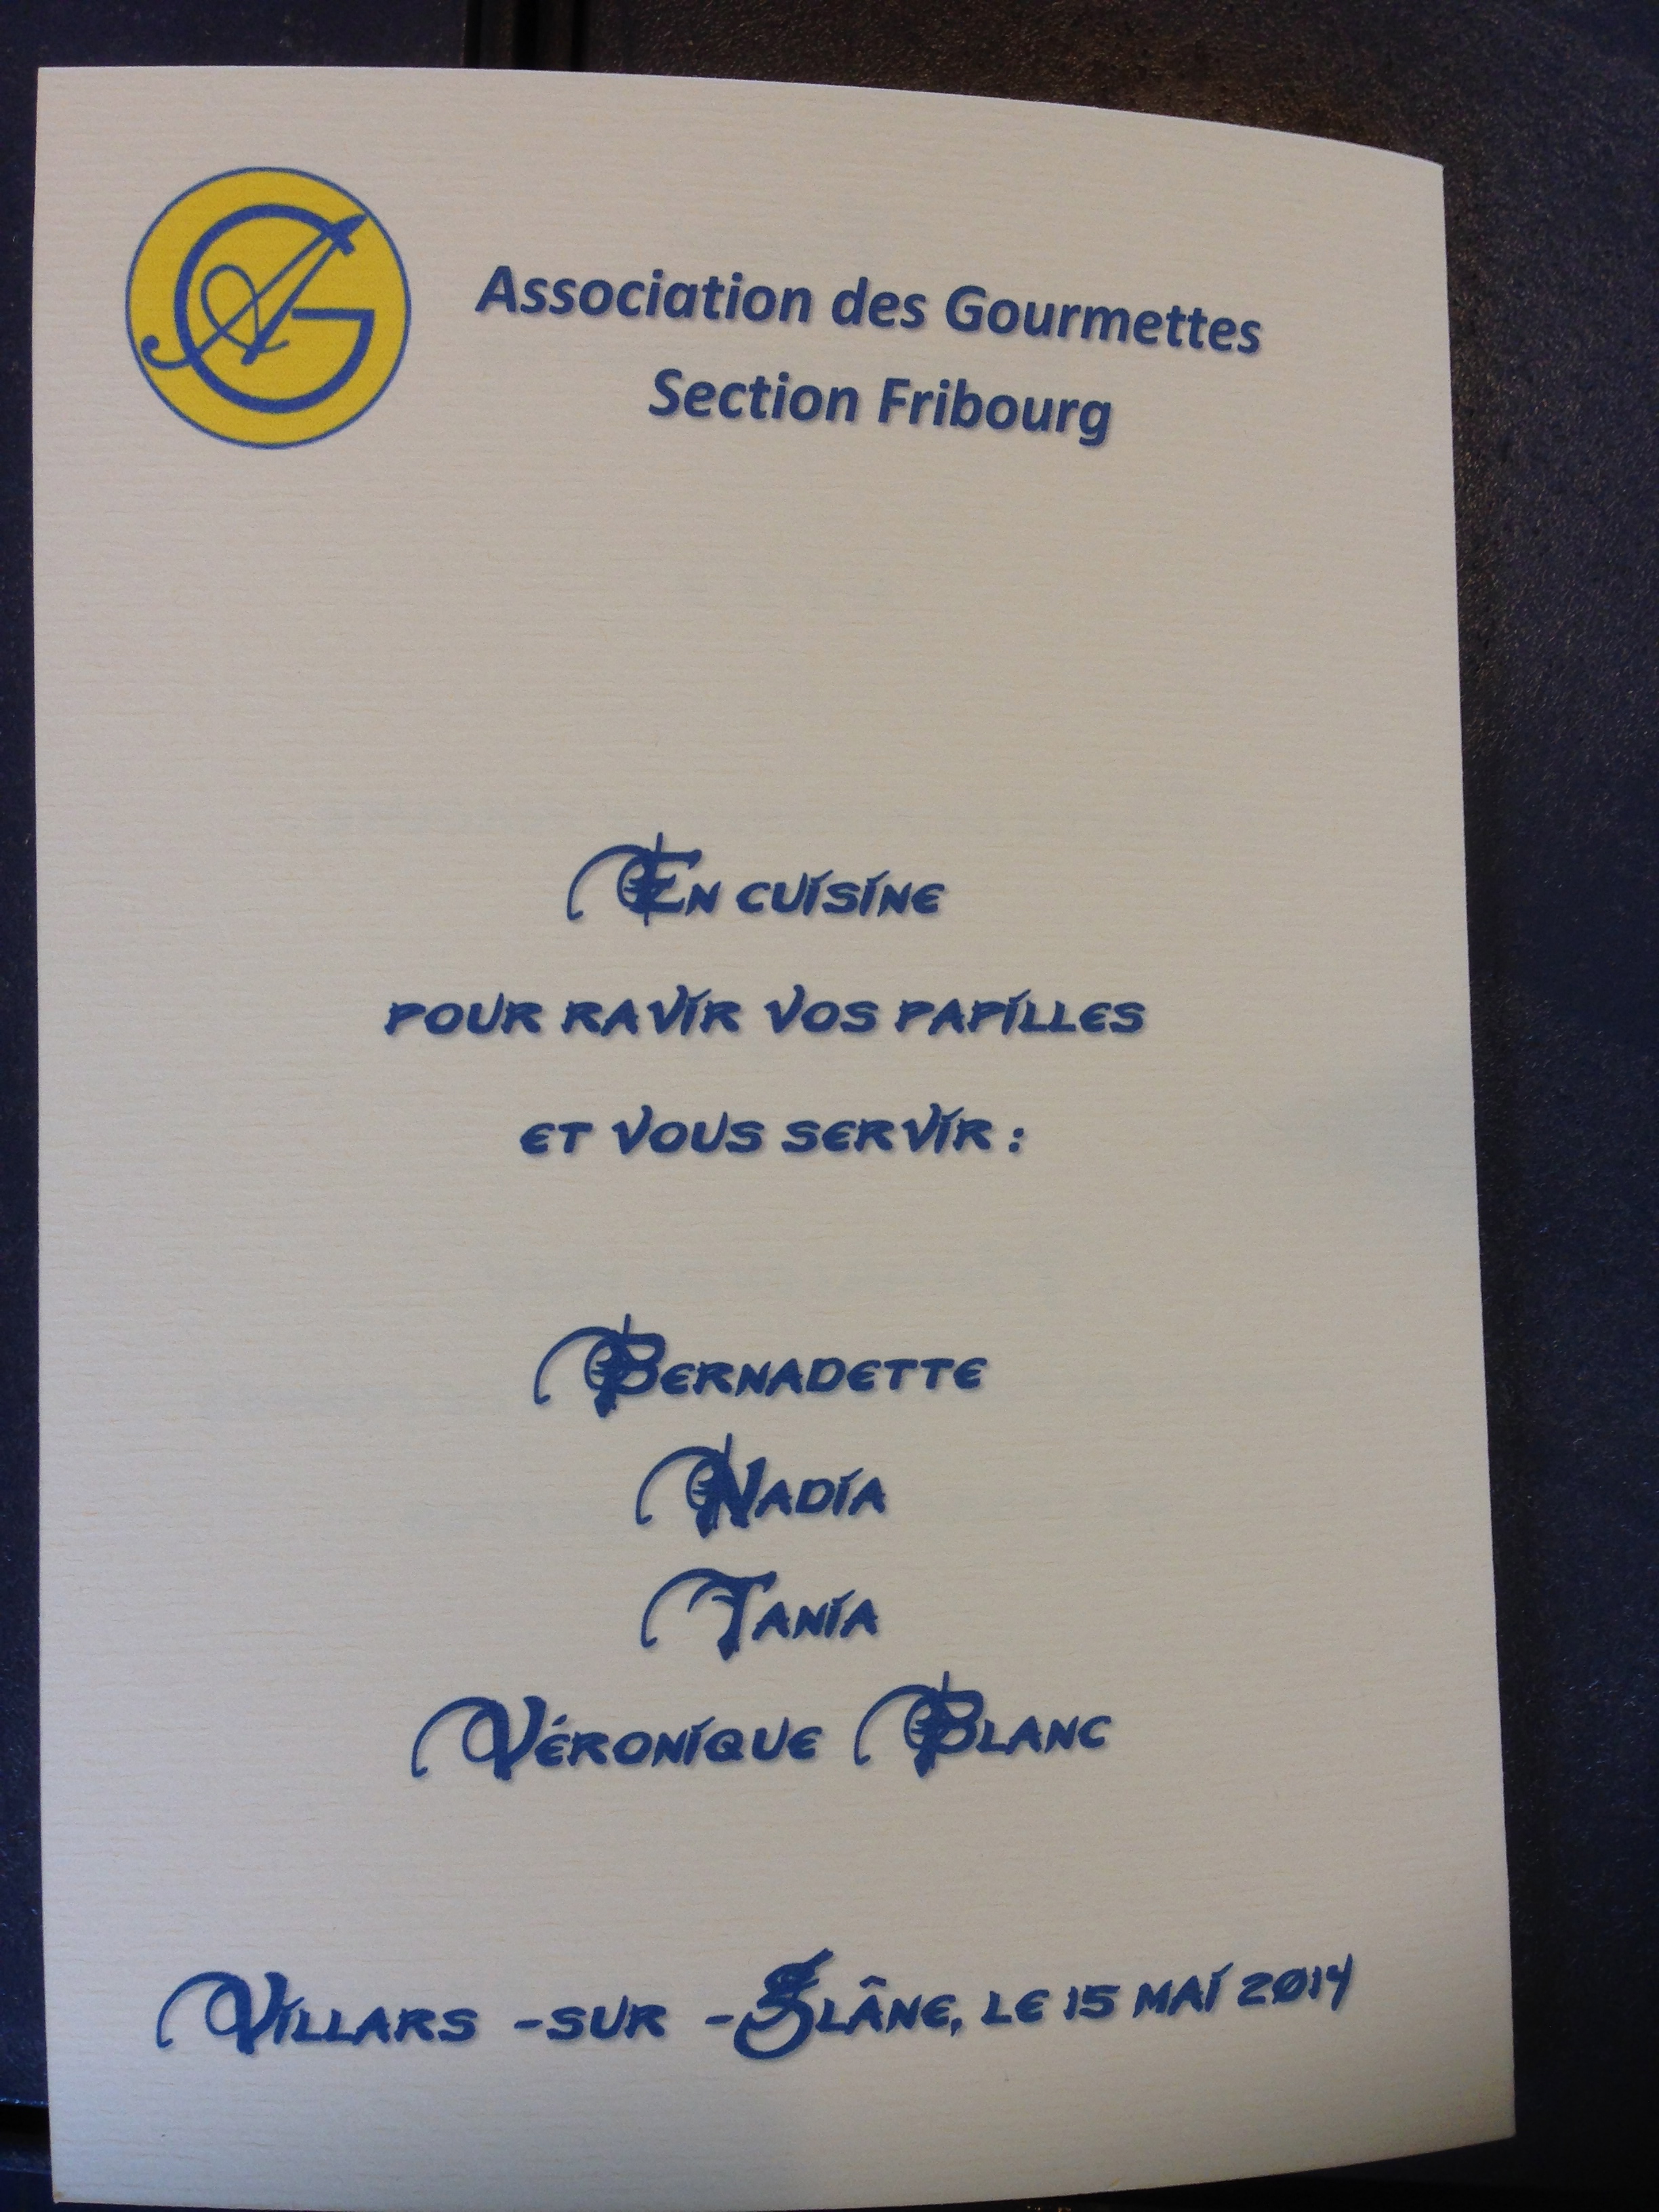 Association des Gourmettes
Section Fribourg
En cuisine
pour ravir vos papilles
et vous servir :
Bernadette
Nadia
Tania
Véronique Blanc
Villars -sur -Glâne, le 15 mai 2014